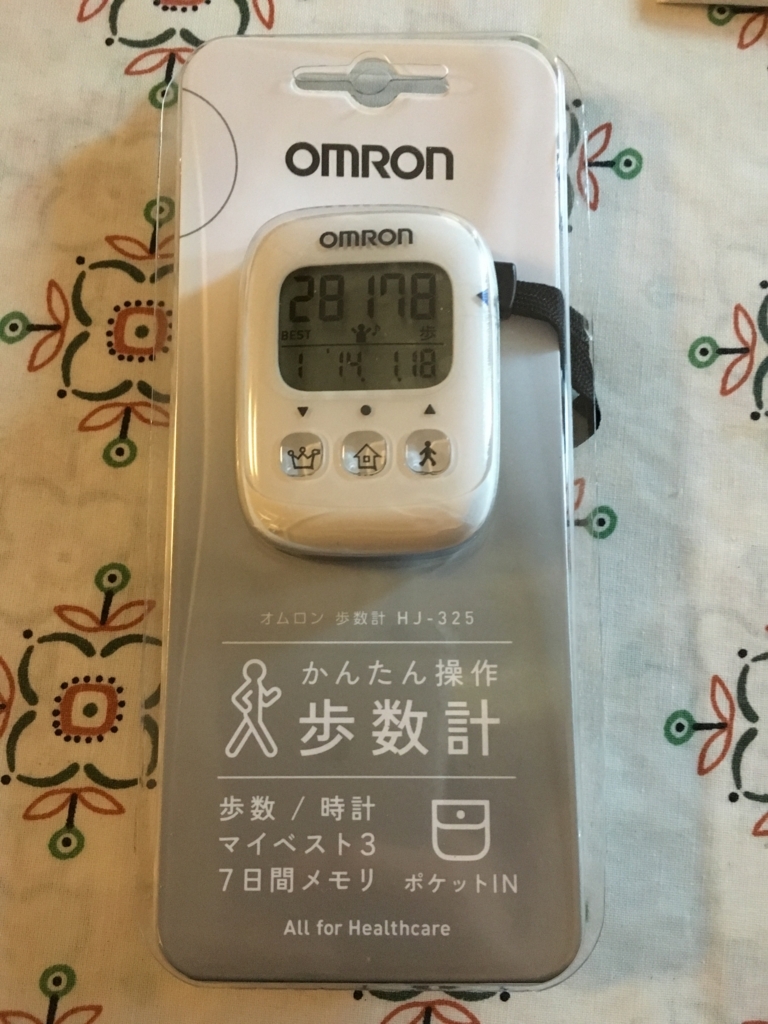 OMRON
OMRON
28178
BEST 歩
1 '14. 1.18
オムロン 歩数計 HJ-325
かんたん操作
歩数計
歩数 / 時計
マイベスト3
7日間メモリ
ポケットIN
All for Healthcare